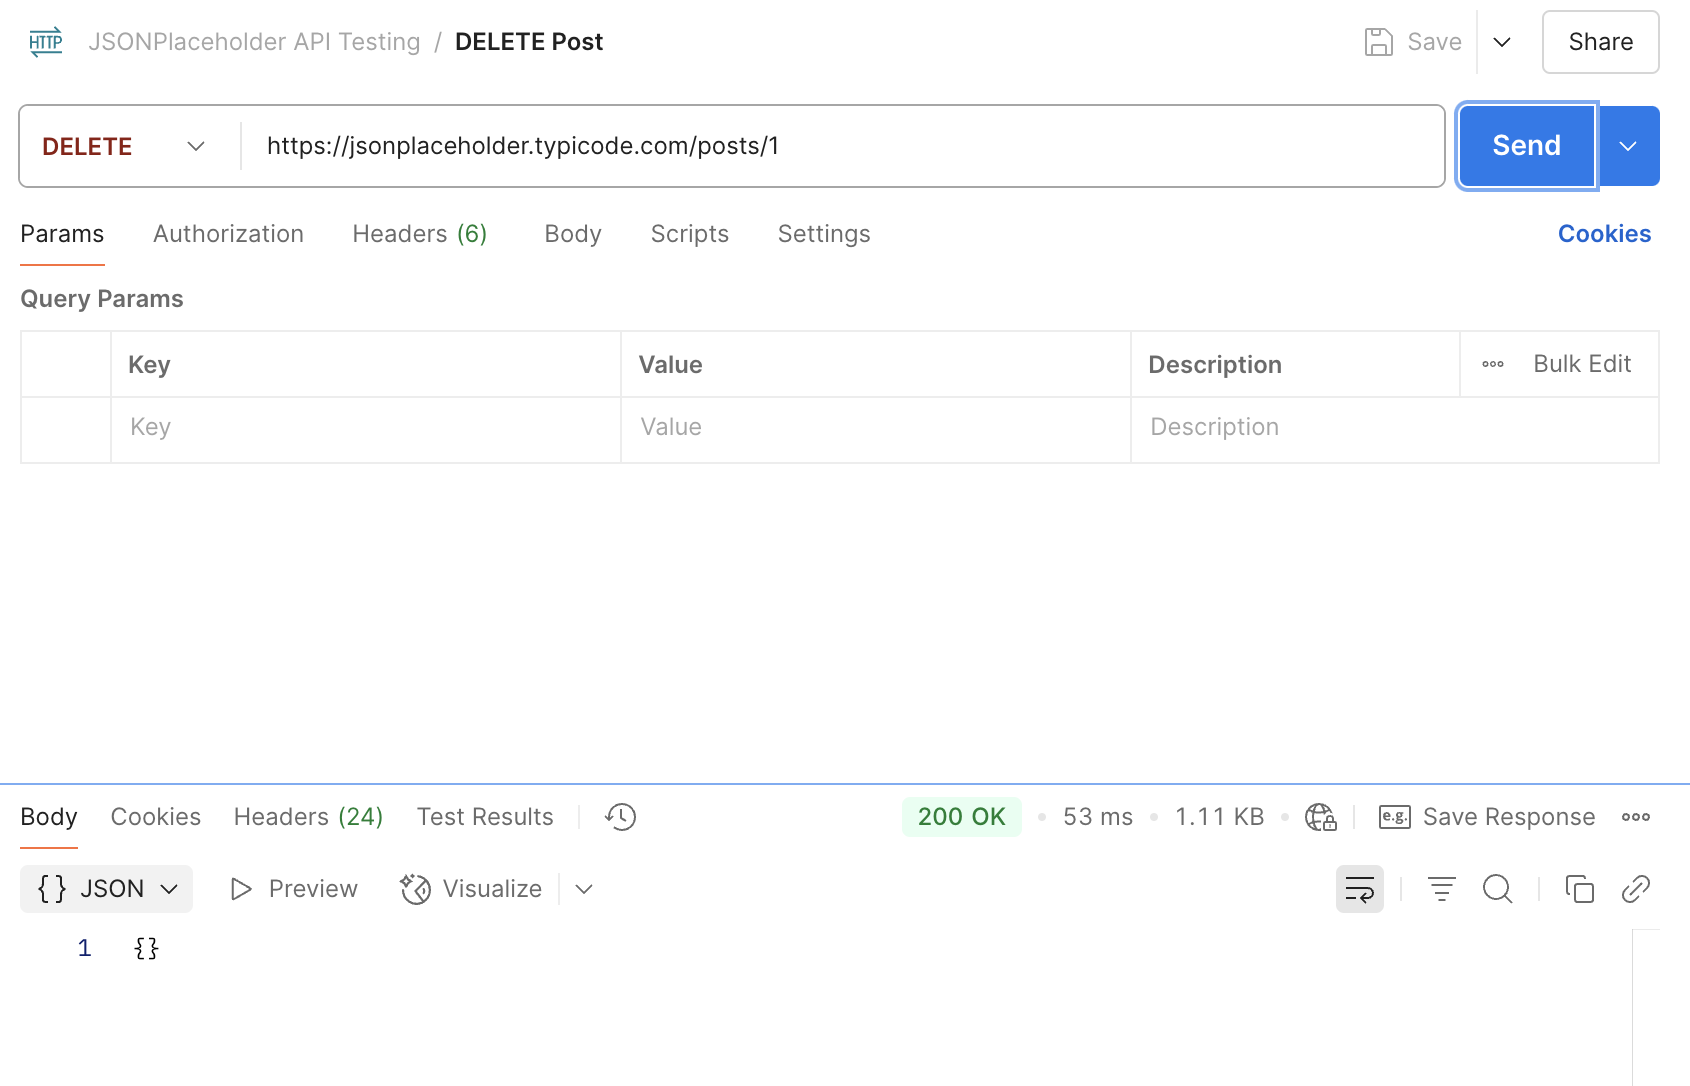 HTTP JSONPlaceholder API Testing / DELETE Post Save Share
DELETE https://jsonplaceholder.typicode.com/posts/1 Send
Params Authorization Headers (6) Body Scripts Settings Cookies
Query Params
Key Value Description Bulk Edit
Key Value Description
Body Cookies Headers (24) Test Results 200 OK 53 ms 1.11 KB e.g. Save Response
{} JSON Preview Visualize
1 {}